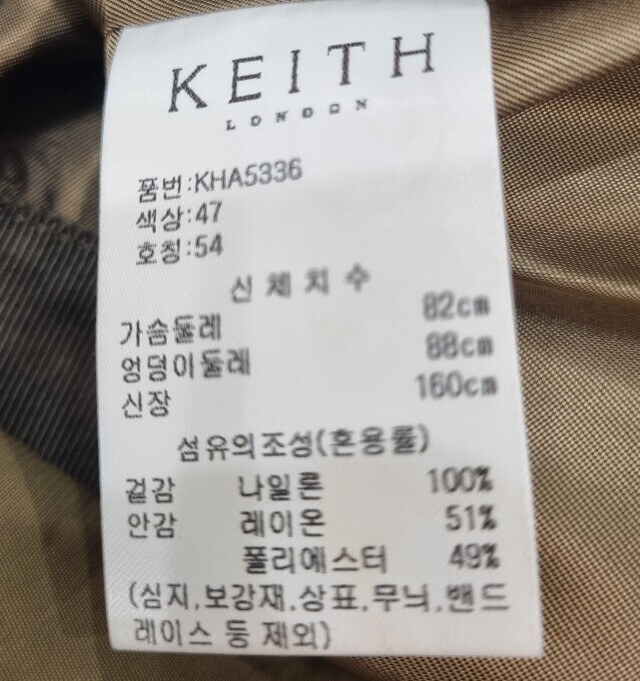 KEITH
LONDON
품번:KHA5336
색상:47
호칭:54
신 체 치 수
가슴둘레 82cm
엉덩이둘레 88cm
신장 160cm
섬유의조성(혼용률)
겉감 나일론 100%
안감 레이온 51%
폴리에스터 49%
(심지,보강재,상표,무늬,밴드
레이스 등 제외)